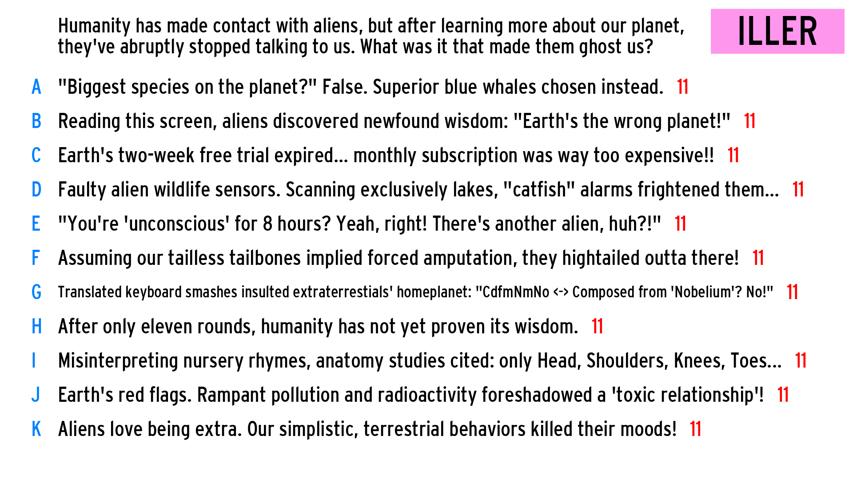 Humanity has made contact with aliens, but after learning more about our planet,
they've abruptly stopped talking to us. What was it that made them ghost us?
ILLER
A "Biggest species on the planet?" False. Superior blue whales chosen instead. 11
B Reading this screen, aliens discovered newfound wisdom: "Earth's the wrong planet!" 11
C Earth's two-week free trial expired... monthly subscription was way too expensive!! 11
D Faulty alien wildlife sensors. Scanning exclusively lakes, "catfish" alarms frightened them... 11
E "You're 'unconscious' for 8 hours? Yeah, right! There's another alien, huh?!" 11
F Assuming our tailless tailbones implied forced amputation, they hightailed outta there! 11
G Translated keyboard smashes insulted extraterrestials' homeplanet: "CdfmNmNo <-> Composed from 'Nobelium'? No!" 11
H After only eleven rounds, humanity has not yet proven its wisdom. 11
I Misinterpreting nursery rhymes, anatomy studies cited: only Head, Shoulders, Knees, Toes... 11
J Earth's red flags. Rampant pollution and radioactivity foreshadowed a 'toxic relationship'! 11
K Aliens love being extra. Our simplistic, terrestrial behaviors killed their moods! 11